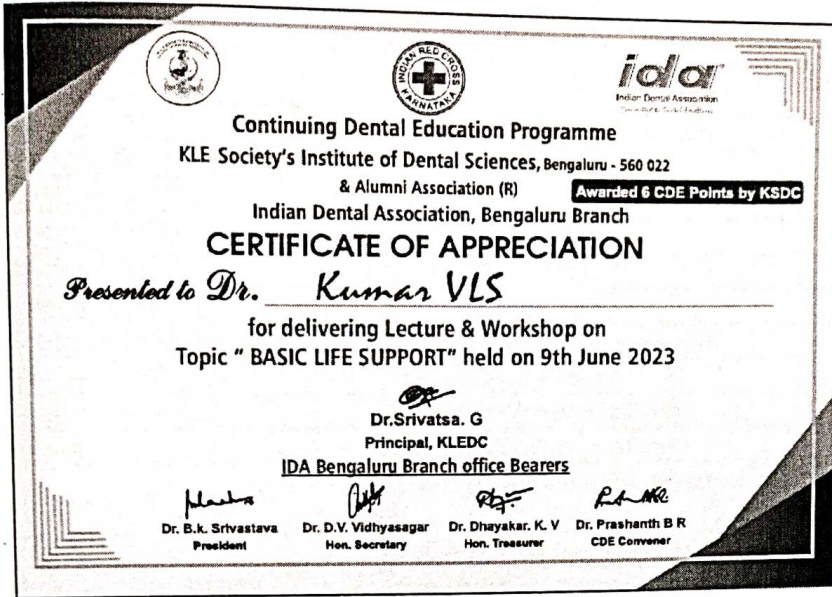 INDIAN RED CROSS
KARNATAKA
ida
Indian Dental Association
Continuing Dental Education Programme
KLE Society's Institute of Dental Sciences, Bengaluru - 560 022
& Alumni Association (R)
Awarded 6 CDE Points by KSDC
Indian Dental Association, Bengaluru Branch
CERTIFICATE OF APPRECIATION
Presented to Dr. Kumar VLS
for delivering Lecture & Workshop on
Topic " BASIC LIFE SUPPORT" held on 9th June 2023
Dr.Srivatsa. G
Principal, KLEDC
IDA Bengaluru Branch office Bearers
Dr. B.k. Srivastava Dr. D.V. Vidhyasagar Dr. Dhayakar. K. V Dr. Prashanth B R
President Hon. Secretary Hon. Treasurer CDE Convener